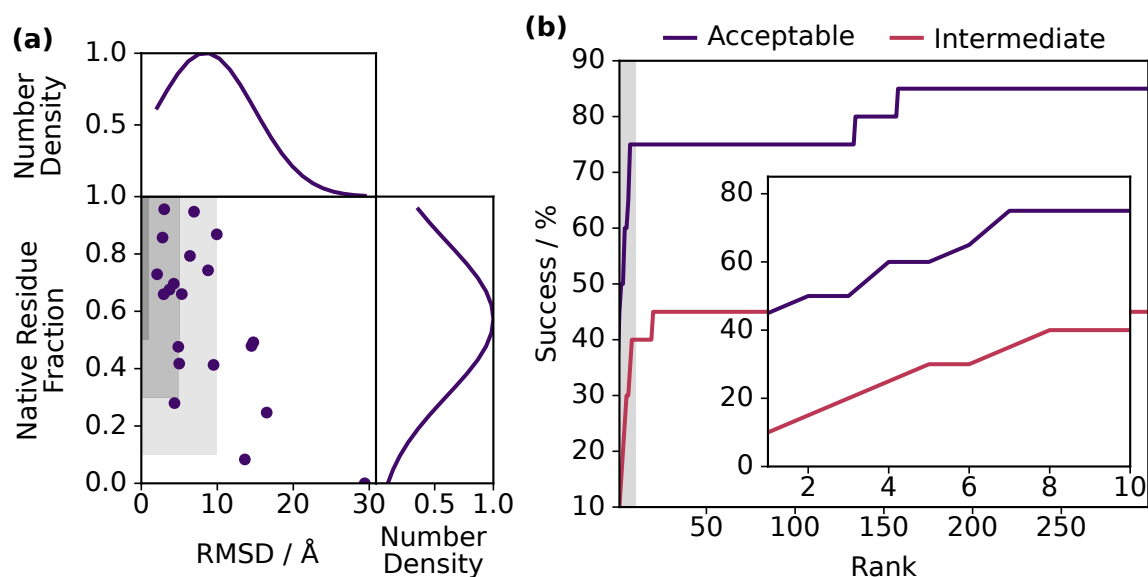 (a)
1.0
0.5
Number
Density
1.0
0.8
0.6
0.4
0.2
0.0
Native Residue
Fraction
0 10 20 30
RMSD / Å
0.5 1.0
Number
Density
(b)
Acceptable Intermediate
90
80
70
60
50
40
30
20
10
Success / %
50 100 150 200 250
Rank
80
60
40
20
0
2 4 6 8 10